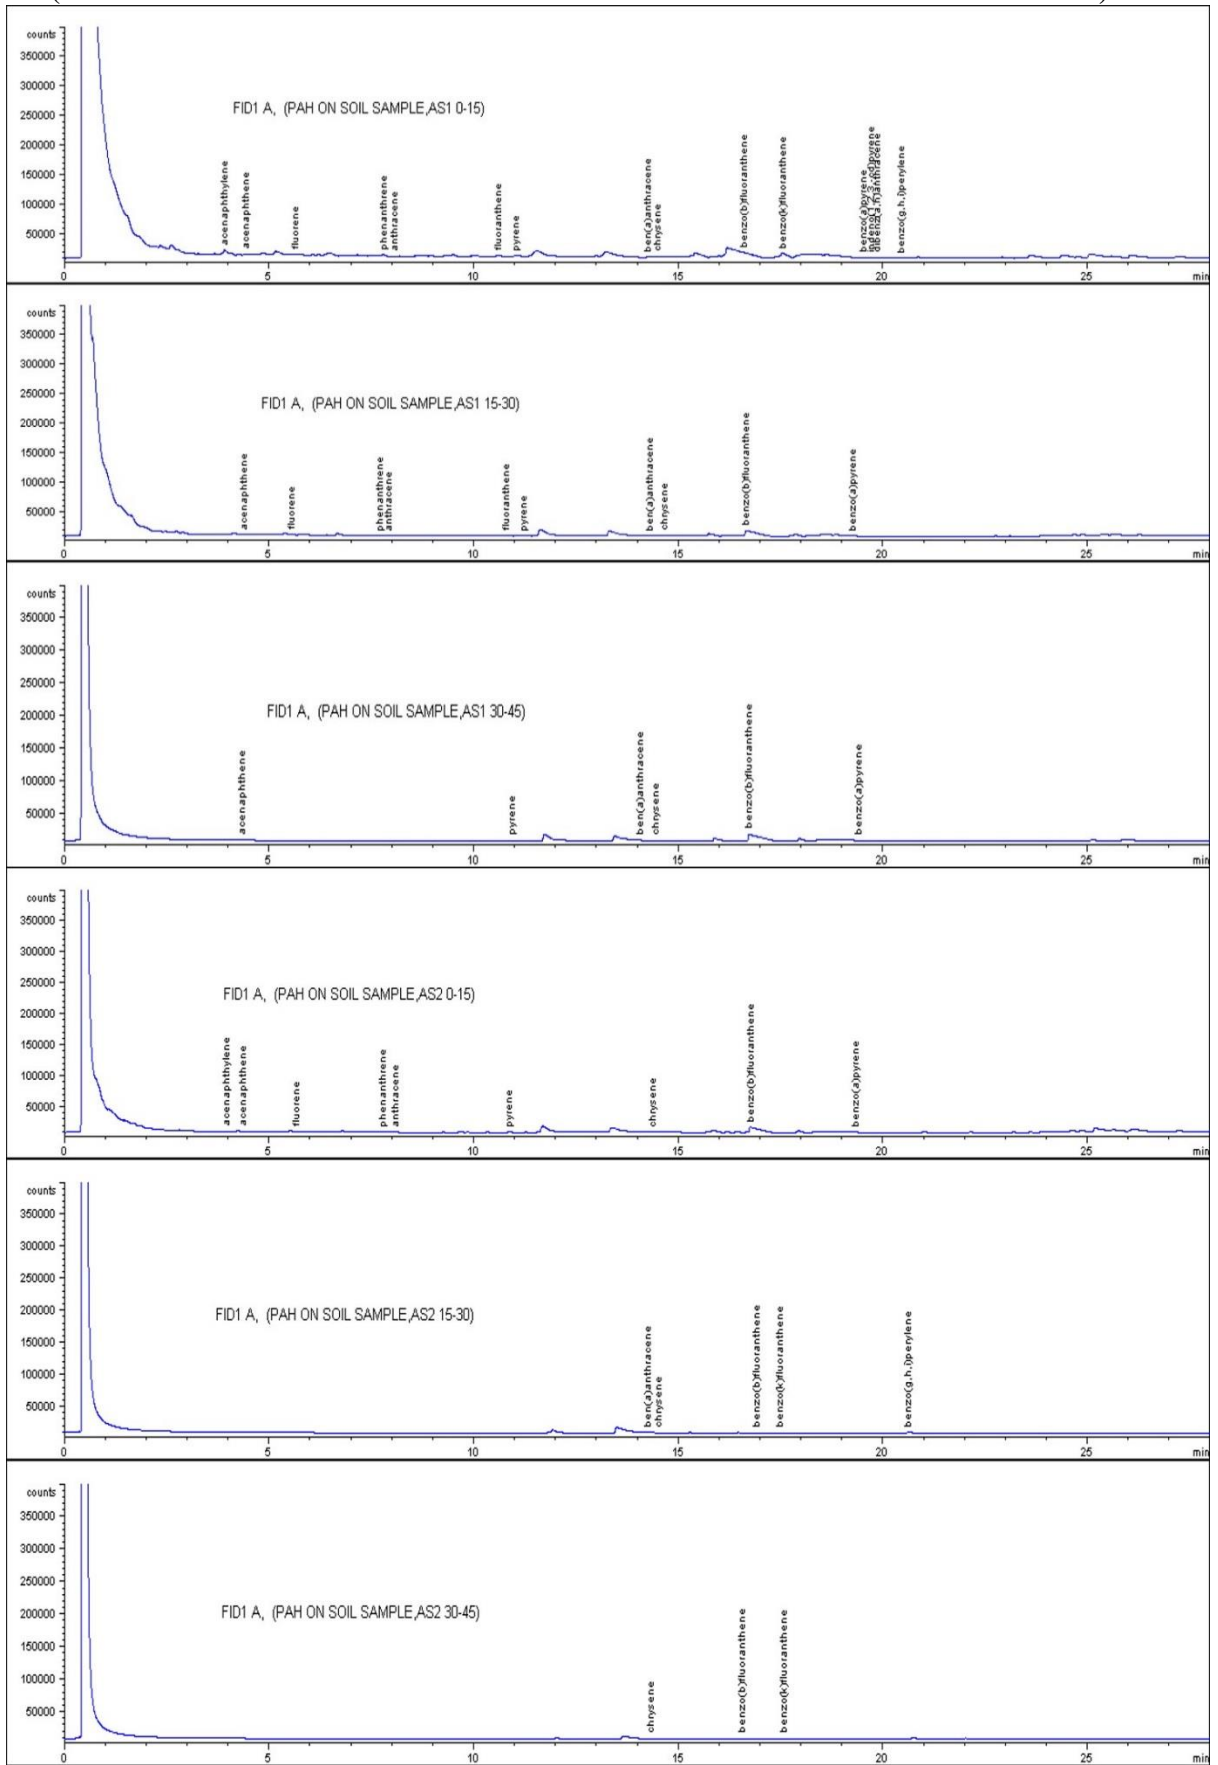 counts
350000
300000
250000
200000
150000
100000
50000
FID1 A, (PAH ON SOIL SAMPLE,AS1 0-15)
acenaphthylene
acenaphthene
fluorene
phenanthrene
anthracene
fluoranthene
pyrene
ben(a)anthracene
chrysene
benzo(b)fluoranthene
benzo(k)fluoranthene
benzo(a)pyrene
indeno(1,2,3,-cd)pyrene
dibenz(a,h)anthracene
benzo(g,h,i)perylene
0 5 10 15 20 25 min
counts
350000
300000
250000
200000
150000
100000
50000
FID1 A, (PAH ON SOIL SAMPLE,AS1 15-30)
acenaphthene
fluorene
phenanthrene
anthracene
fluoranthene
pyrene
ben(a)anthracene
chrysene
benzo(b)fluoranthene
benzo(a)pyrene
0 5 10 15 20 25 min
counts
350000
300000
250000
200000
150000
100000
50000
FID1 A, (PAH ON SOIL SAMPLE,AS1 30-45)
acenaphthene
pyrene
ben(a)anthracene
chrysene
benzo(b)fluoranthene
benzo(a)pyrene
0 5 10 15 20 25 min
counts
350000
300000
250000
200000
150000
100000
50000
FID1 A, (PAH ON SOIL SAMPLE,AS2 0-15)
acenaphthylene
acenaphthene
fluorene
phenanthrene
anthracene
pyrene
chrysene
benzo(b)fluoranthene
benzo(a)pyrene
0 5 10 15 20 25 min
counts
350000
300000
250000
200000
150000
100000
50000
FID1 A, (PAH ON SOIL SAMPLE,AS2 15-30)
ben(a)anthracene
chrysene
benzo(b)fluoranthene
benzo(k)fluoranthene
benzo(g,h,i)perylene
0 5 10 15 20 25 min
counts
350000
300000
250000
200000
150000
100000
50000
FID1 A, (PAH ON SOIL SAMPLE,AS2 30-45)
chrysene
benzo(b)fluoranthene
benzo(k)fluoranthene
0 5 10 15 20 25 min